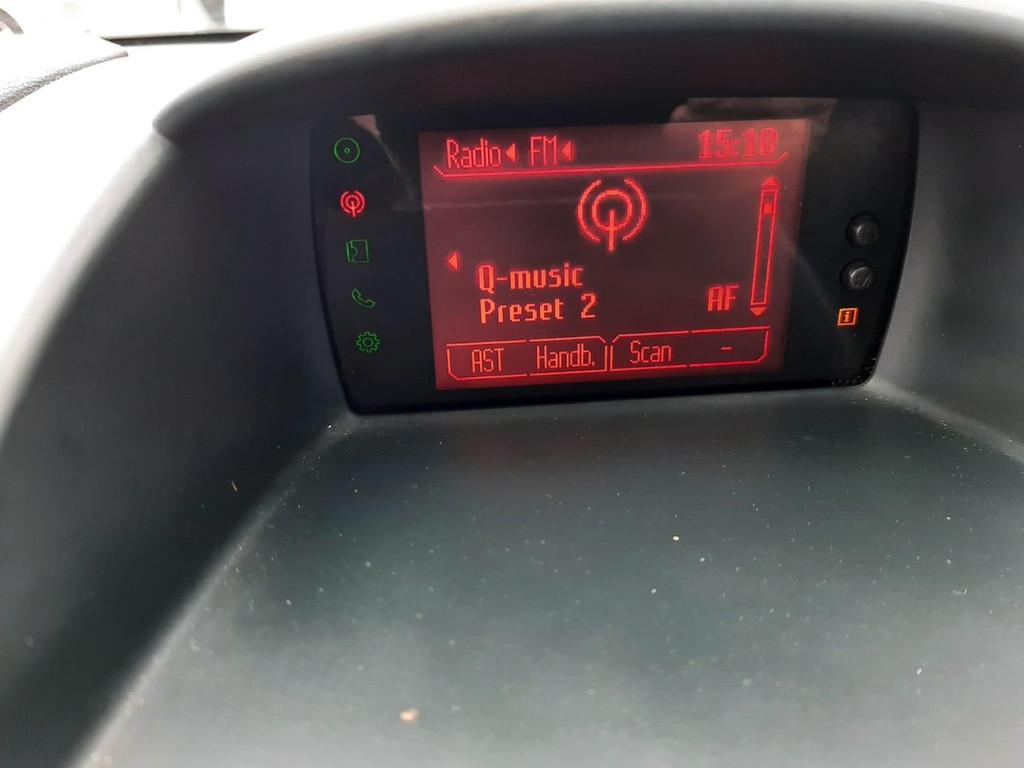 Radio FM 15:10
Q-music
Preset 2
AF
AST Handb. Scan -